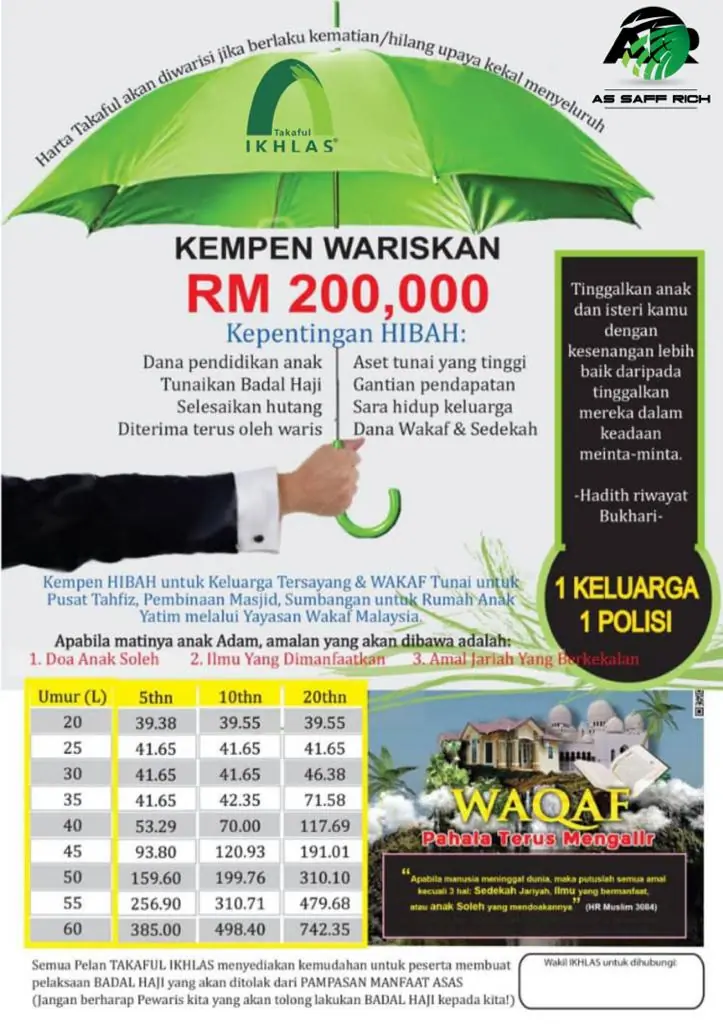 Harta Takaful akan diwarisi jika berlaku kematian/hilang upaya kekal menyeluruh
AS SAFF RICH
Takaful
IKHLAS®
KEMPEN WARISKAN
RM 200,000
Kepentingan HIBAH:
Dana pendidikan anak
Tunaikan Badal Haji
Selesaikan hutang
Diterima terus oleh waris
Aset tunai yang tinggi
Gantian pendapatan
Sara hidup keluarga
Dana Wakaf & Sedekah
Tinggalkan anak
dan isteri kamu
dengan
kesenangan lebih
baik daripada
tinggalkan
mereka dalam
keadaan
meinta-minta.
-Hadith riwayat
Bukhari-
1 KELUARGA
1 POLISI
Kempen HIBAH untuk Keluarga Tersayang & WAKAF Tunai untuk
Pusat Tahfiz, Pembinaan Masjid, Sumbangan untuk Rumah Anak
Yatim melalui Yayasan Wakaf Malaysia.
Apabila matinya anak Adam, amalan yang akan dibawa adalah:
1. Doa Anak Soleh 2. Ilmu Yang Dimanfaatkan 3. Amal Jariah Yang Berkekalan
Umur (L) 5thn 10thn 20thn
20 39.38 39.55 39.55
25 41.65 41.65 41.65
30 41.65 41.65 46.38
35 41.65 42.35 71.58
40 53.29 70.00 117.69
45 93.80 120.93 191.01
50 159.60 199.76 310.10
55 256.90 310.71 479.68
60 385.00 498.40 742.35
WAQAF
Pahala Terus Mengalir
"Apabila manusia meninggal dunia, maka putuslah semua amal
kecuali 3 hal: Sedekah Jariyah, Ilmu yang bermanfaat,
atau anak Soleh yang mendoakannya" (HR Muslim 3084)
Semua Pelan TAKAFUL IKHLAS menyediakan kemudahan untuk peserta membuat
pelaksaan BADAL HAJI yang akan ditolak dari PAMPASAN MANFAAT ASAS
(Jangan berharap Pewaris kita yang akan tolong lakukan BADAL HAJI kepada kita!)
Wakil IKHLAS untuk dihubungi: